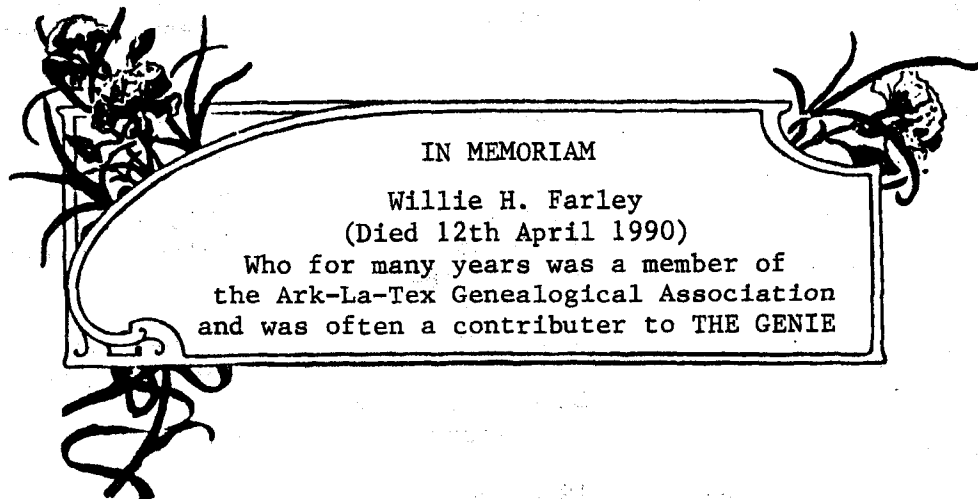 IN MEMORIAM
Willie H. Farley
(Died 12th April 1990)
Who for many years was a member of
the Ark-La-Tex Genealogical Association
and was often a contributer to THE GENIE